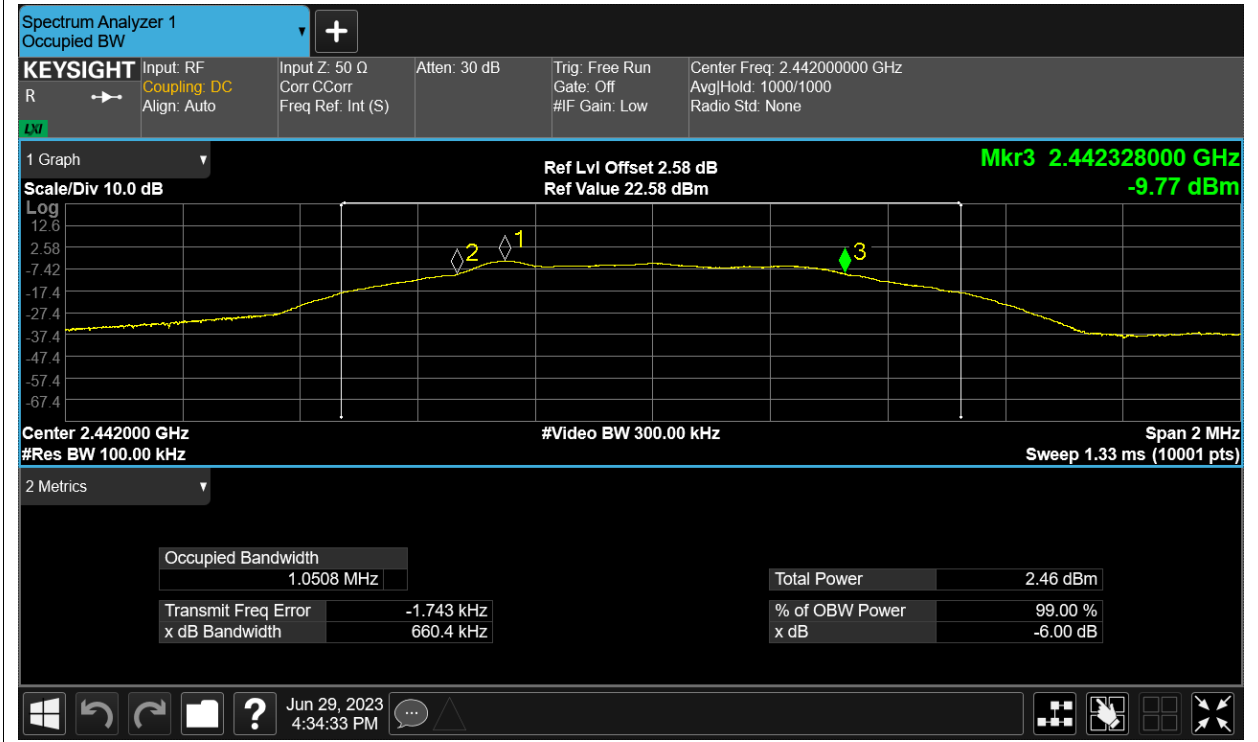 Spectrum Analyzer 1
Occupied BW
KEYSIGHT
R
LXI
Input: RF
Coupling: DC
Align: Auto
Input Z: 50 Ω
Corr CCorr
Freq Ref: Int (S)
Atten: 30 dB
Trig: Free Run
Gate: Off
#IF Gain: Low
Center Freq: 2.442000000 GHz
Avg|Hold: 1000/1000
Radio Std: None
1 Graph
Scale/Div 10.0 dB
Ref Lvl Offset 2.58 dB
Ref Value 22.58 dBm
Mkr3 2.442328000 GHz
-9.77 dBm
Log
12.6
2.58
-7.42
-17.4
-27.4
-37.4
-47.4
-57.4
-67.4
2
1
3
Center 2.442000 GHz
#Video BW 300.00 kHz
Span 2 MHz
#Res BW 100.00 kHz
Sweep 1.33 ms (10001 pts)
2 Metrics
Occupied Bandwidth
1.0508 MHz
Transmit Freq Error -1.743 kHz
x dB Bandwidth 660.4 kHz
Total Power 2.46 dBm
% of OBW Power 99.00 %
x dB -6.00 dB
?
Jun 29, 2023
4:34:33 PM